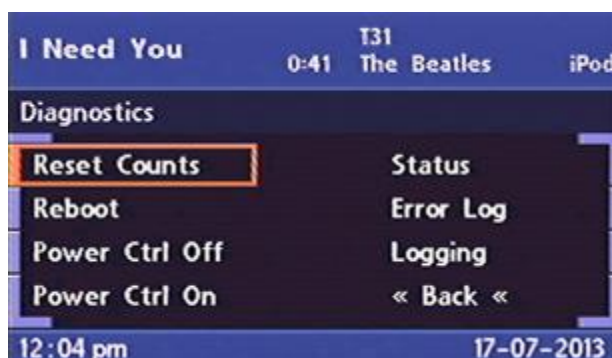 I Need You 0:41 T31 The Beatles iPod
Diagnostics
Reset Counts Status
Reboot Error Log
Power Ctrl Off Logging
Power Ctrl On « Back «
12:04 pm 17-07-2013